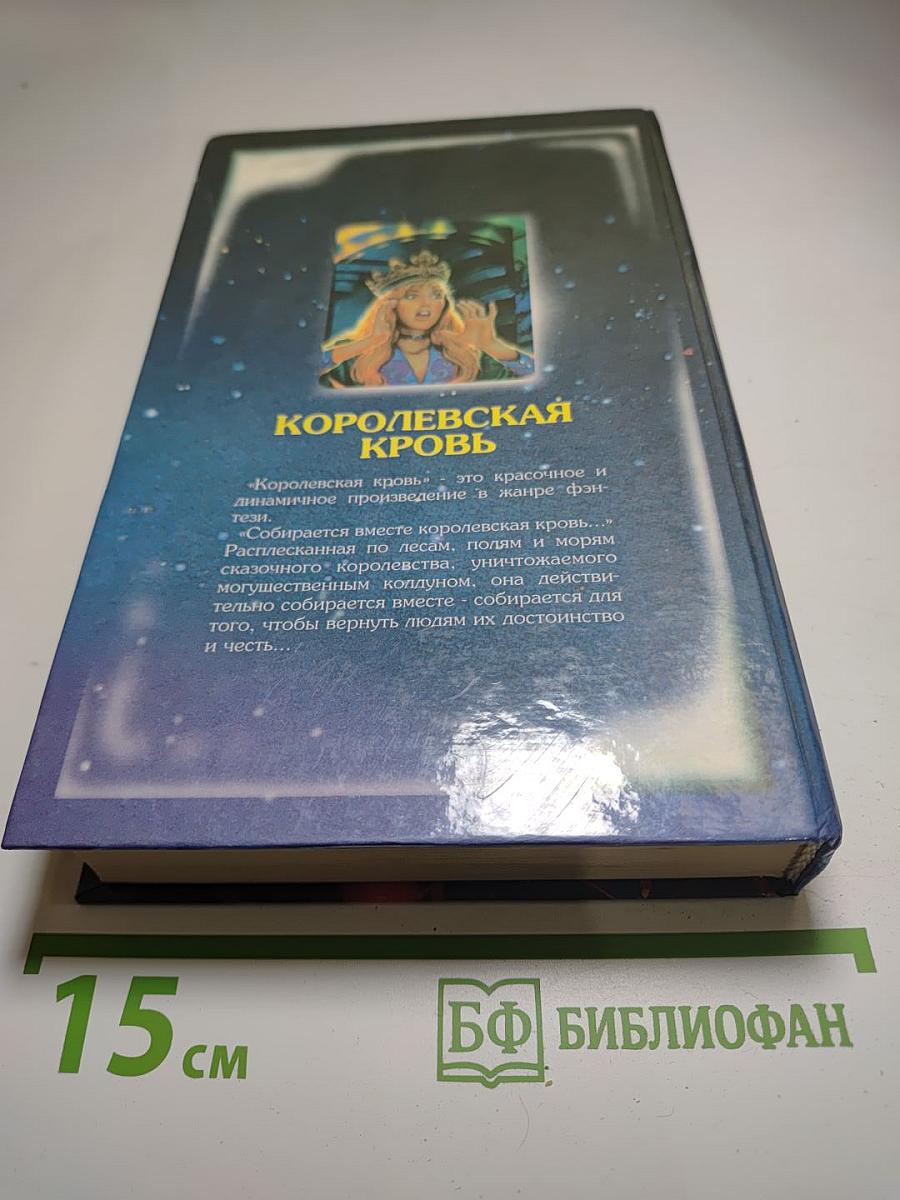 КОРОЛЕВСКАЯ
КРОВЬ
«Королевская кровь» - это красочное и
динамичное произведение в жанре фэн-
тези.
«Собирается вместе королевская кровь...»
Расплесканная по лесам, полям и морям
сказочного королевства, уничтожаемого
могущественным колдуном, она действи-
тельно собирается вместе - собирается для
того, чтобы вернуть людям их достоинство
и честь...
15 см
БФ БИБЛИОФАН